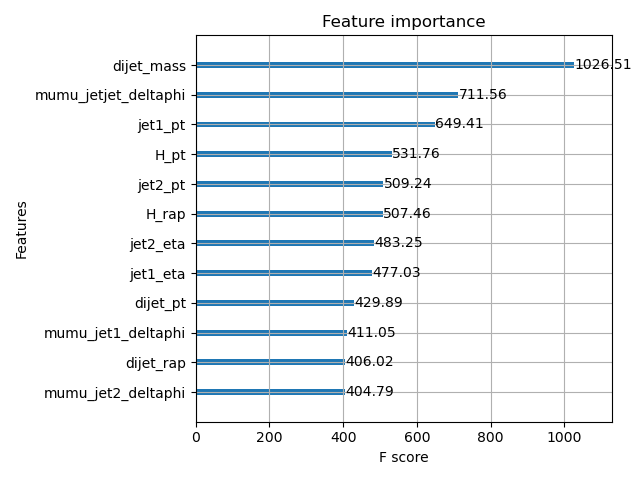 Feature importance
dijet_mass 1026.51
mumu_jetjet_deltaphi 711.56
jet1_pt 649.41
H_pt 531.76
jet2_pt 509.24
H_rap 507.46
jet2_eta 483.25
jet1_eta 477.03
dijet_pt 429.89
mumu_jet1_deltaphi 411.05
dijet_rap 406.02
mumu_jet2_deltaphi 404.79
Features
0 200 400 600 800 1000
F score